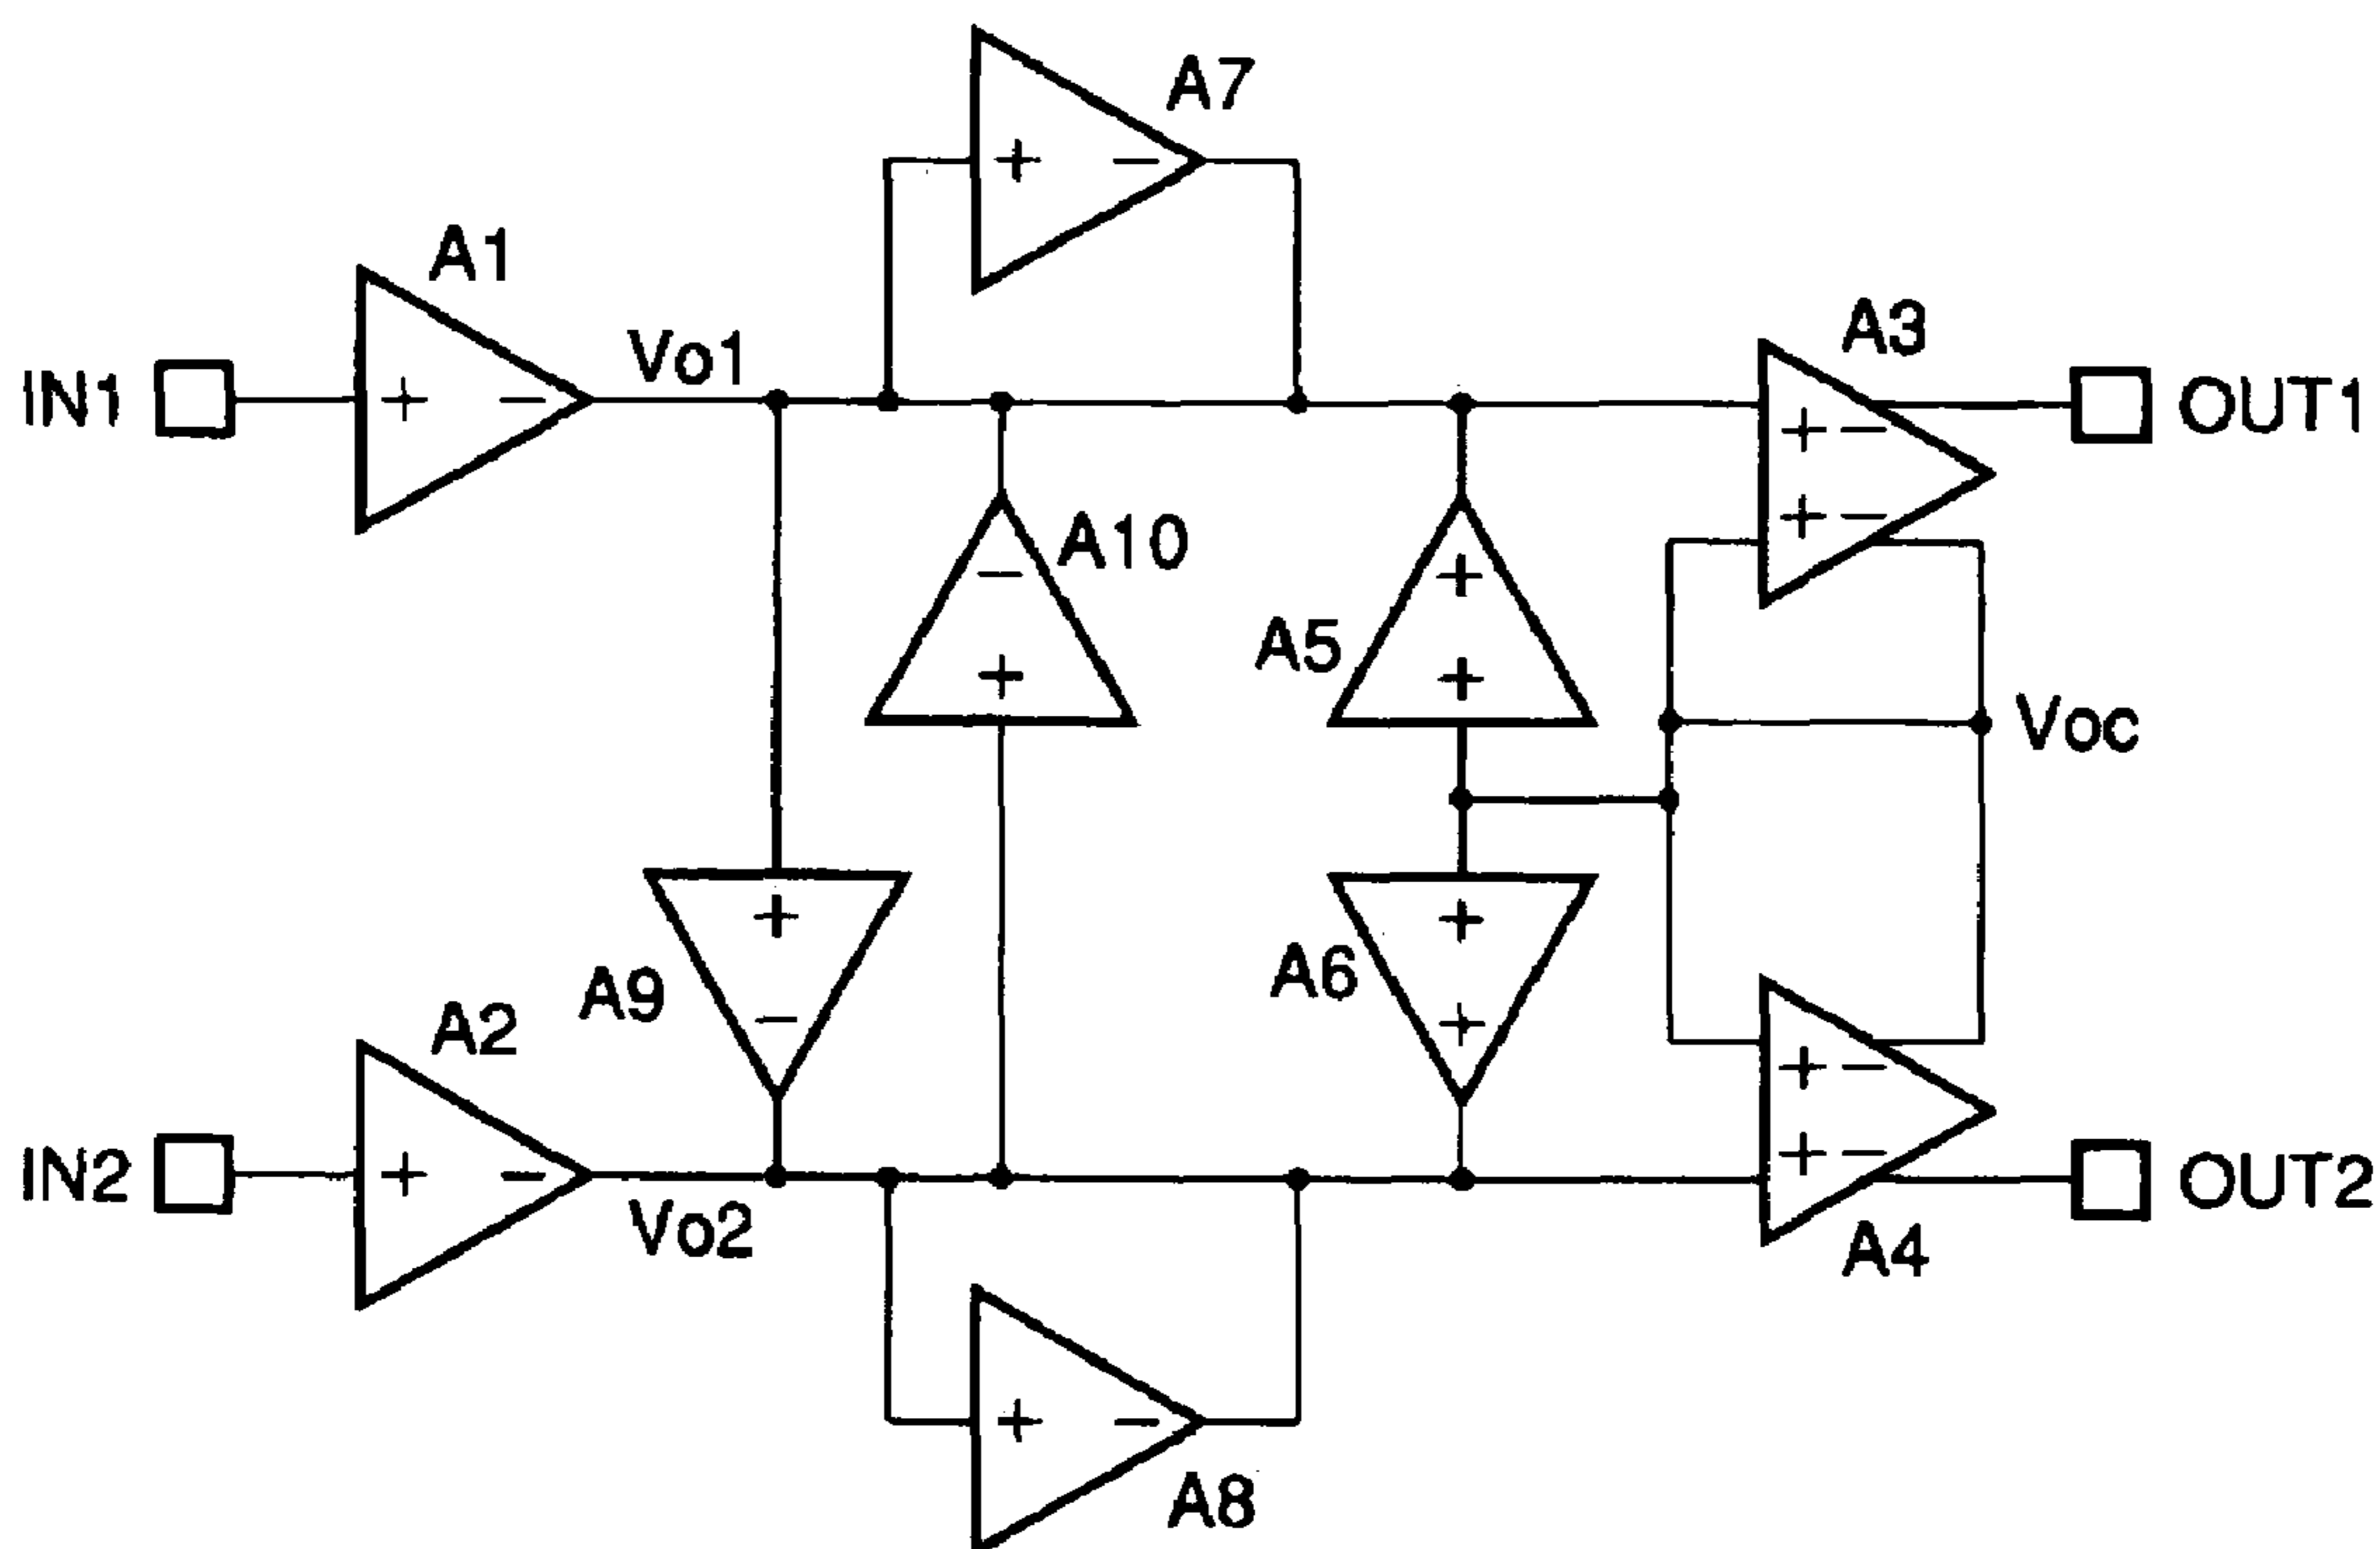 A7
A1
Vo1
A3
IN1
+ −
+ −
OUT1
+ −
+ −
A10
−
+
A5
+
+
Voc
A9
+
−
A6
+
+
A2
IN2
+ −
Vo2
+ −
+ −
OUT2
A4
+ −
A8